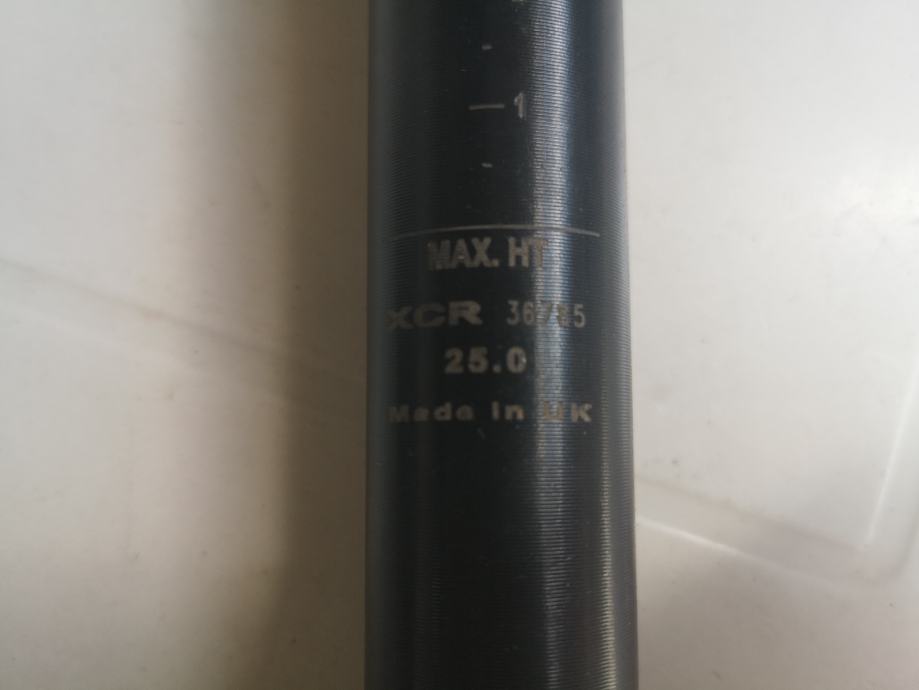 1
MAX. HT
XCR
25.0
Made in UK